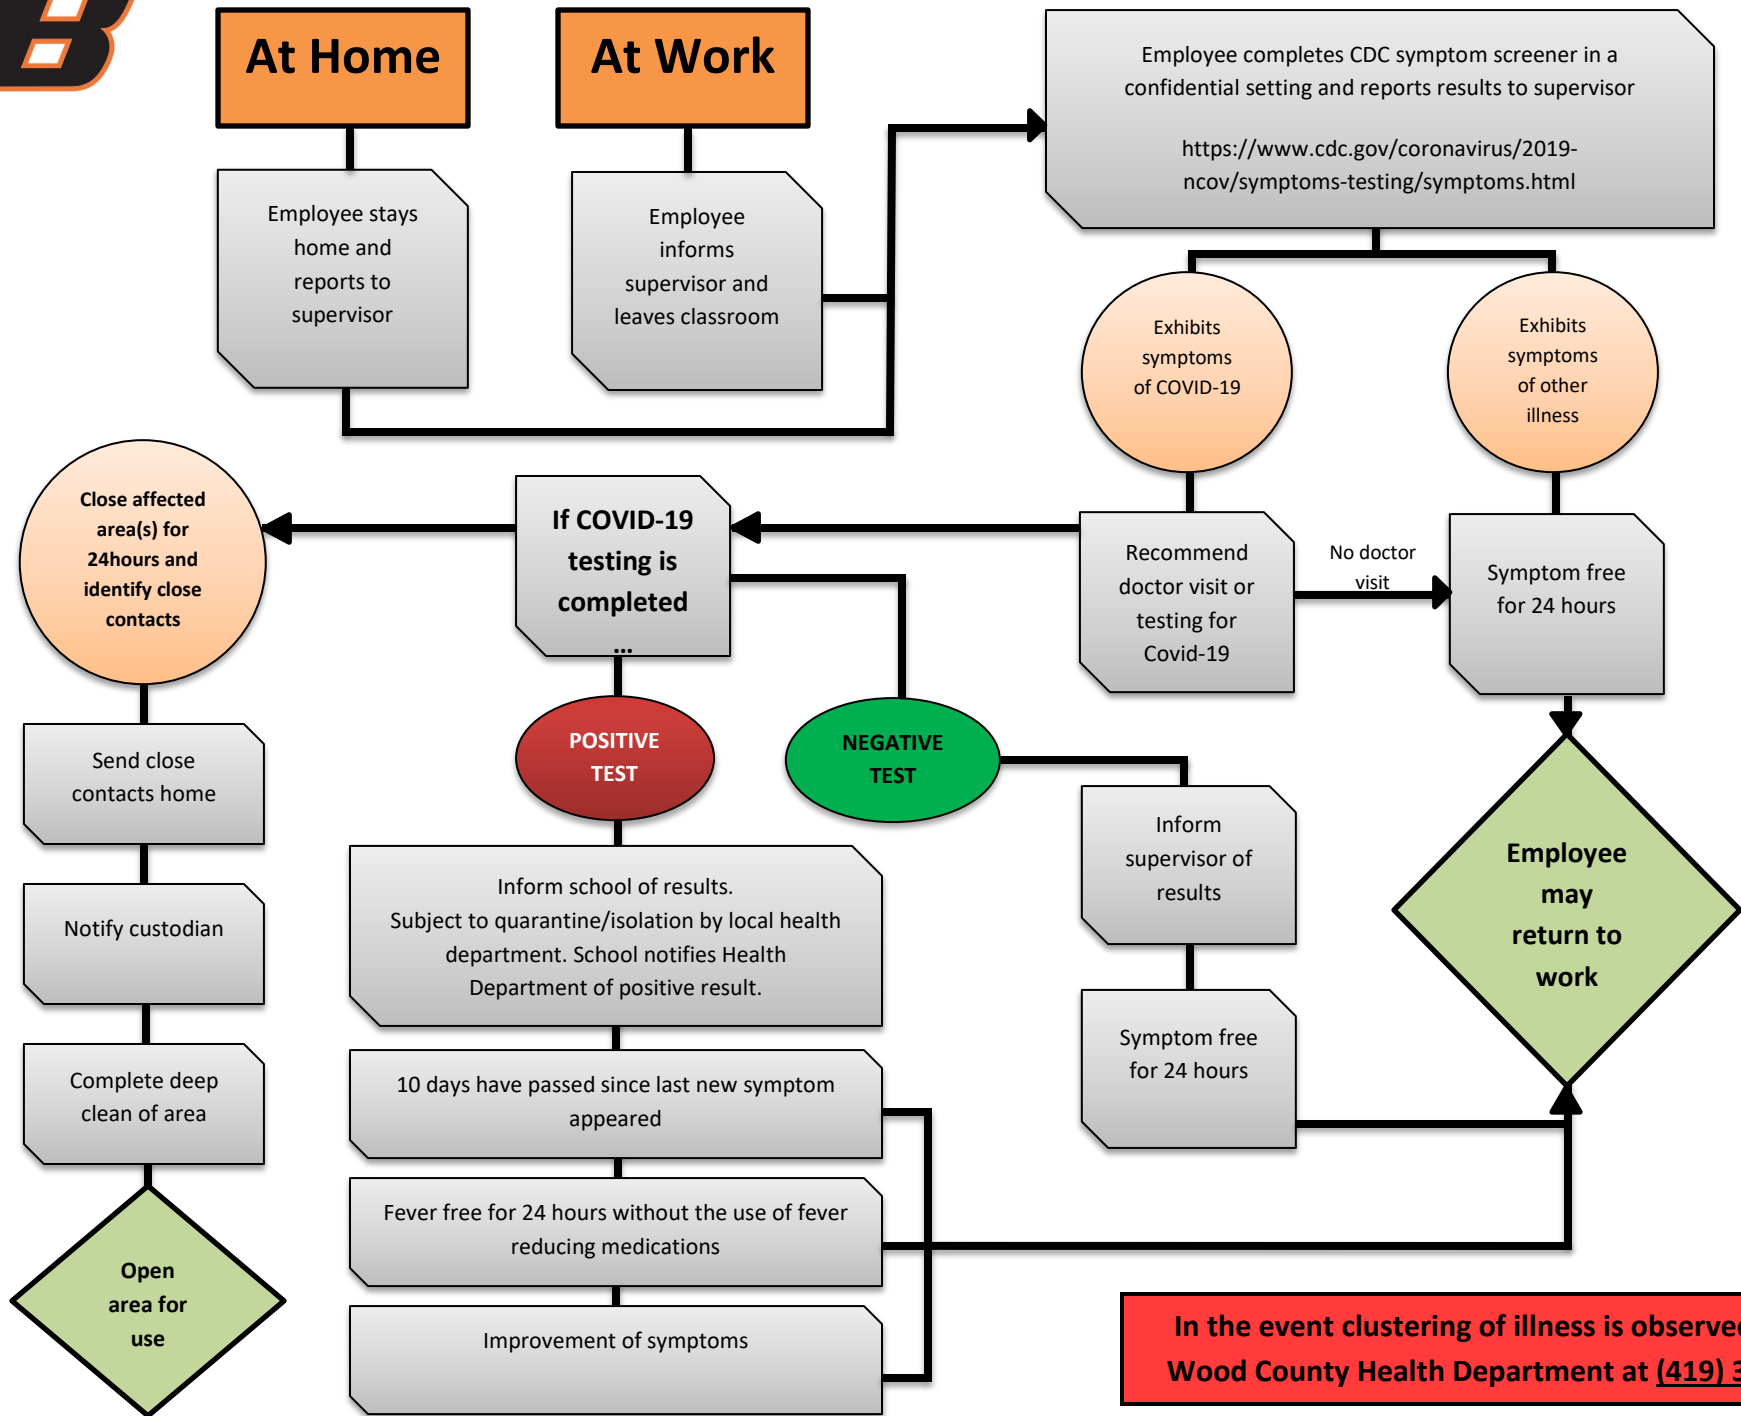 B
At Home
At Work
Employee completes CDC symptom screener in a
confidential setting and reports results to supervisor
https://www.cdc.gov/coronavirus/2019-
ncov/symptoms-testing/symptoms.html
Employee stays
home and
reports to
supervisor
Employee
informs
supervisor and
leaves classroom
Exhibits
symptoms
of COVID-19
Exhibits
symptoms
of other
illness
Close affected
area(s) for
24hours and
identify close
contacts
If COVID-19
testing is
completed
...
Recommend
doctor visit or
testing for
Covid-19
No doctor
visit
Symptom free
for 24 hours
POSITIVE
TEST
NEGATIVE
TEST
Send close
contacts home
Inform
supervisor of
results
Employee
may
return to
work
Inform school of results.
Subject to quarantine/isolation by local health
department. School notifies Health
Department of positive result.
Notify custodian
Symptom free
for 24 hours
Complete deep
clean of area
10 days have passed since last new symptom
appeared
Fever free for 24 hours without the use of fever
reducing medications
Open
area for
use
Improvement of symptoms
In the event clustering of illness is observed
Wood County Health Department at (419) 3